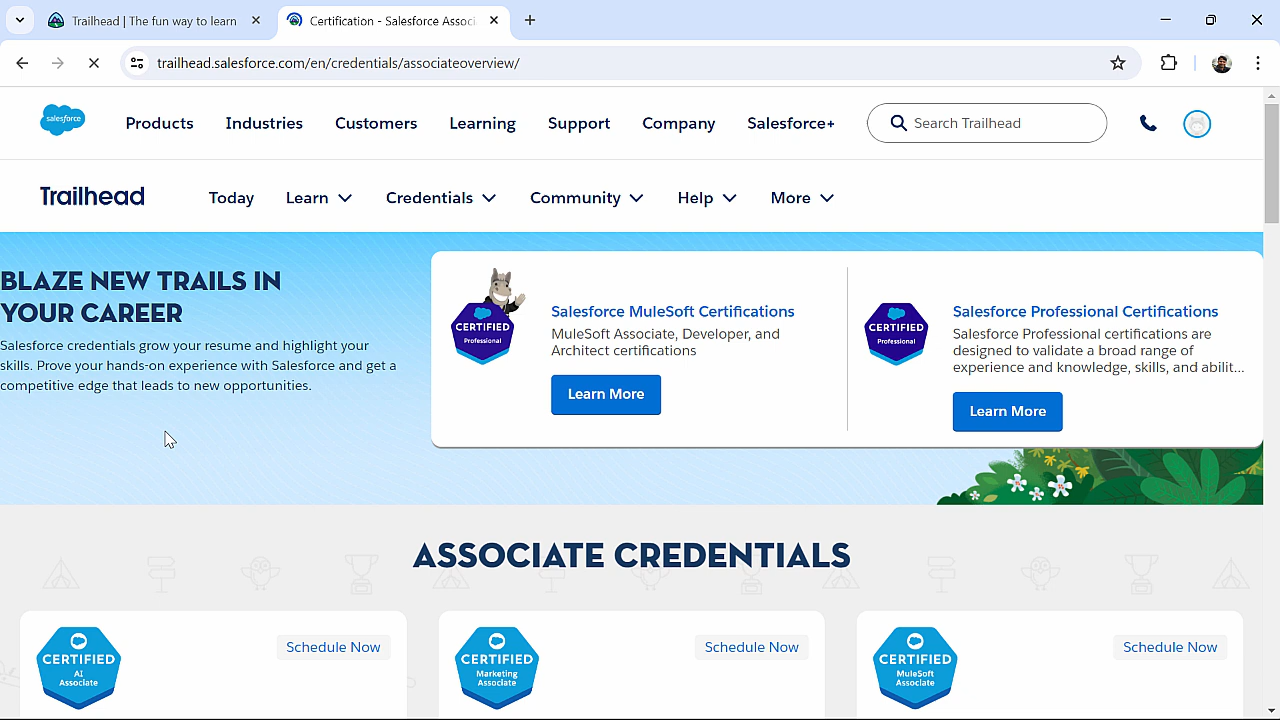 Trailhead | The fun way to learn
Certification - Salesforce Associ
trailhead.salesforce.com/en/credentials/associateoverview/
salesforce
Products
Industries
Customers
Learning
Support
Company
Salesforce+
Search Trailhead
Trailhead
Today
Learn
Credentials
Community
Help
More
BLAZE NEW TRAILS IN
YOUR CAREER
Salesforce credentials grow your resume and highlight your
skills. Prove your hands-on experience with Salesforce and get a
competitive edge that leads to new opportunities.
CERTIFIED
Professional
Salesforce MuleSoft Certifications
MuleSoft Associate, Developer, and
Architect certifications
Learn More
CERTIFIED
Professional
Salesforce Professional Certifications
Salesforce Professional certifications are
designed to validate a broad range of
experience and knowledge, skills, and abilit...
Learn More
ASSOCIATE CREDENTIALS
CERTIFIED
AI
Associate
Schedule Now
CERTIFIED
Marketing
Associate
Schedule Now
CERTIFIED
MuleSoft
Associate
Schedule Now